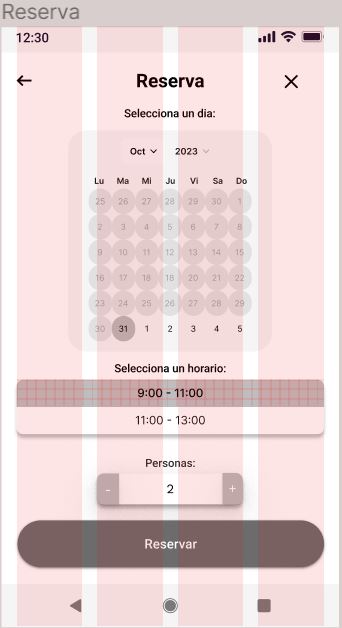 Reserva
12:30
Reserva
Selecciona un dia:
Oct 2023
Lu Ma Mi Ju Vi Sa Do
25 26 27 28 29 30 1
2 3 4 5 6 7 8
9 10 11 12 13 14 15
16 17 18 18 20 21 22
23 24 25 26 26 28 29
30 31 1 2 3 4 5
Selecciona un horario:
9:00 - 11:00
11:00 - 13:00
Personas:
- 2 +
Reservar